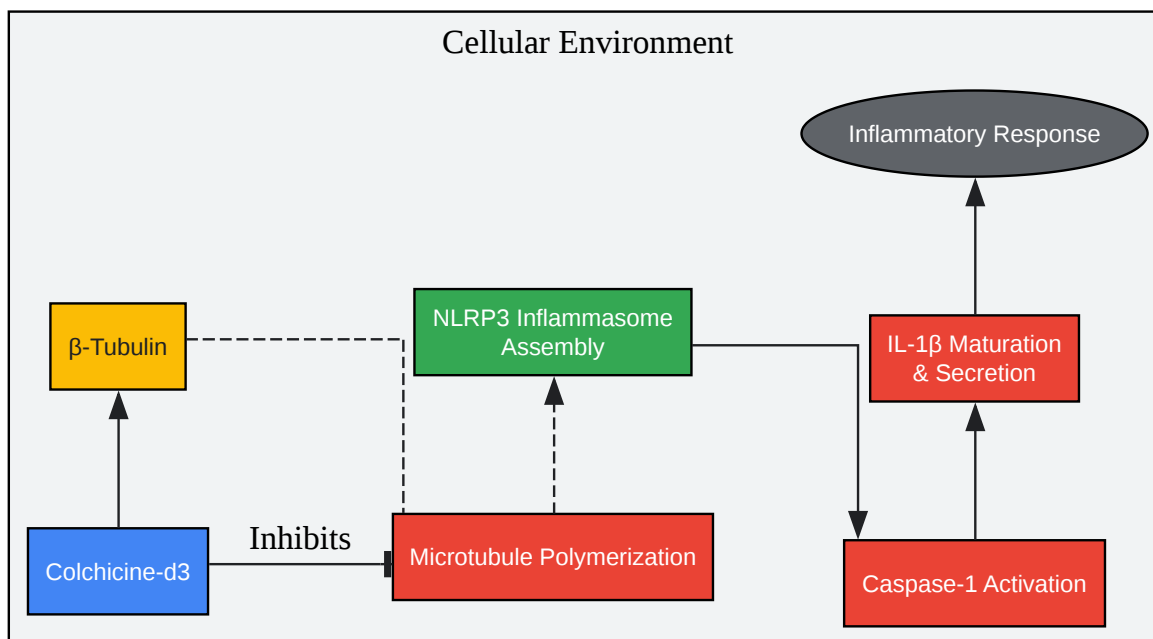 Cellular Environment
Inflammatory Response
β-Tubulin
NLRP3 Inflammasome
Assembly
IL-1β Maturation
& Secretion
Colchicine-d3
Inhibits
Microtubule Polymerization
Caspase-1 Activation